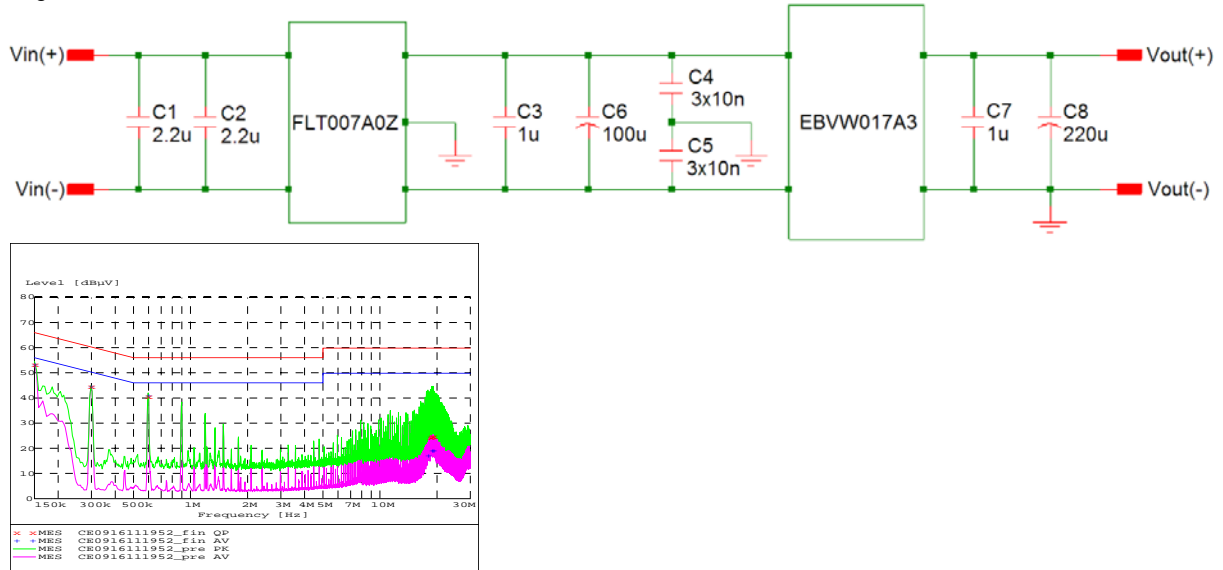 Vin(+)
C1
2.2u
C2
2.2u
FLT007A0Z
C3
1u
C6
100u
C4
3x10n
C5
3x10n
EBVW017A3
C7
1u
C8
220u
Vout(+)
Vin(-)
Vout(-)
Level [dBµV]
80
70
60
50
40
30
20
10
0
150k 300k 500k 1M 2M 3M 4M 5M 7M 10M 30M
Frequency [Hz]
× ×MES CE0916111952_fin QP
+ +MES CE0916111952_fin AV
MES CE0916111952_pre PK
MES CE0916111952_pre AV